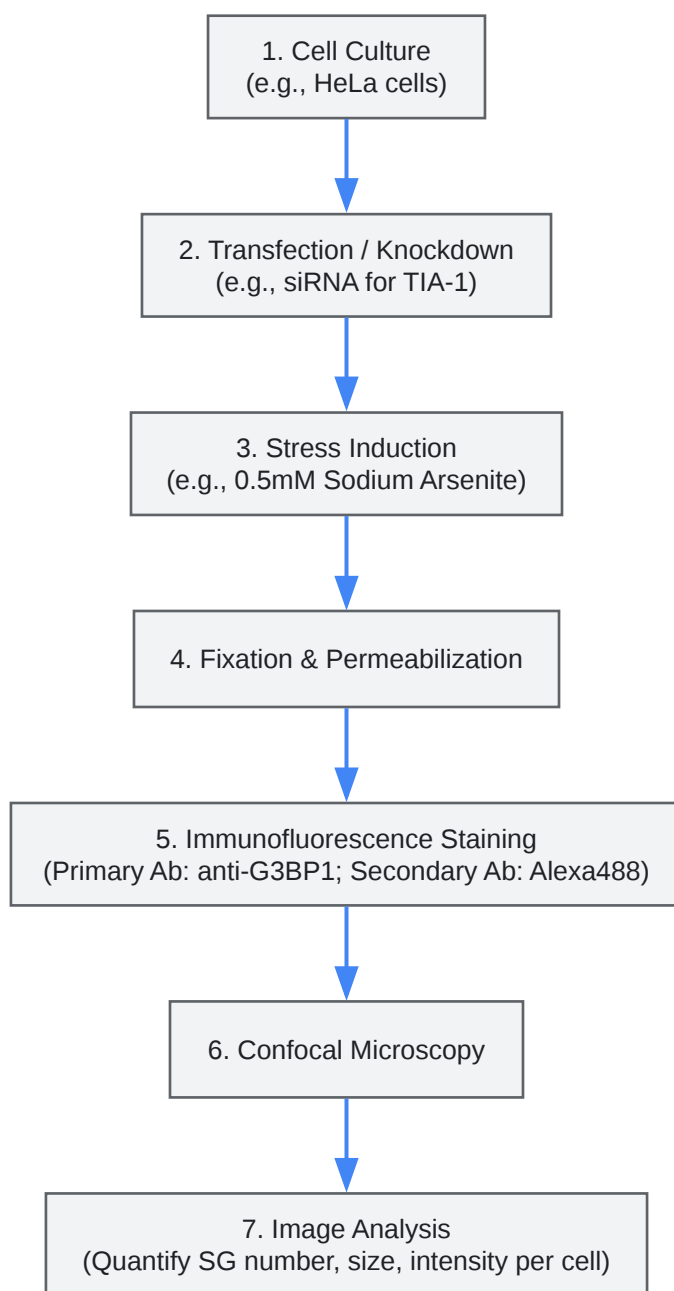 1. Cell Culture
(e.g., HeLa cells)
2. Transfection / Knockdown
(e.g., siRNA for TIA-1)
3. Stress Induction
(e.g., 0.5mM Sodium Arsenite)
4. Fixation & Permeabilization
5. Immunofluorescence Staining
(Primary Ab: anti-G3BP1; Secondary Ab: Alexa488)
6. Confocal Microscopy
7. Image Analysis
(Quantify SG number, size, intensity per cell)